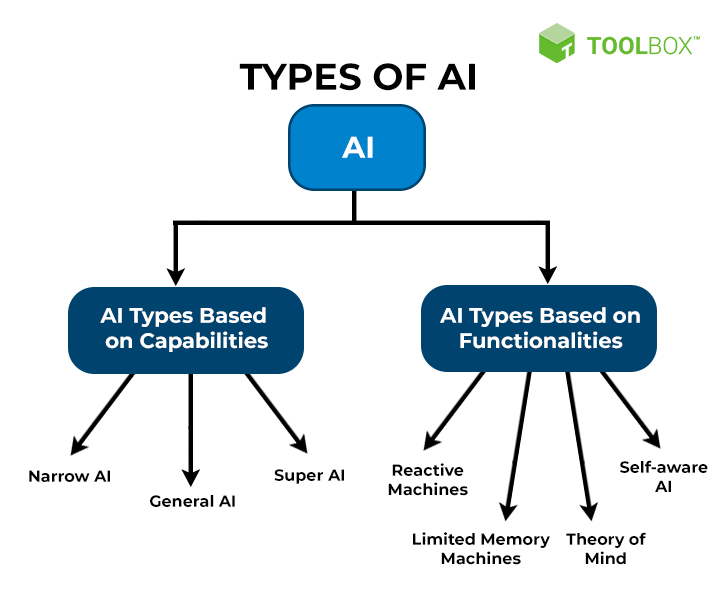 TOOLBOX™
TYPES OF AI
AI
AI Types Based
on Capabilities
AI Types Based on
Functionalities
Narrow AI
General AI
Super AI
Reactive
Machines
Limited Memory
Machines
Theory of
Mind
Self-aware
AI